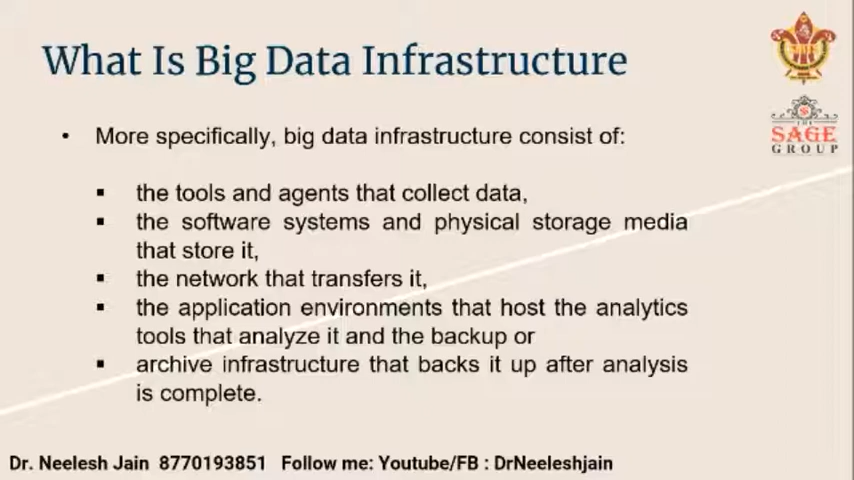 What Is Big Data Infrastructure
• More specifically, big data infrastructure consist of:
▪ the tools and agents that collect data,
▪ the software systems and physical storage media
that store it,
▪ the network that transfers it,
▪ the application environments that host the analytics
tools that analyze it and the backup or
▪ archive infrastructure that backs it up after analysis
is complete.
THE
SAGE
GROUP
Dr. Neelesh Jain 8770193851 Follow me: Youtube/FB : DrNeeleshjain